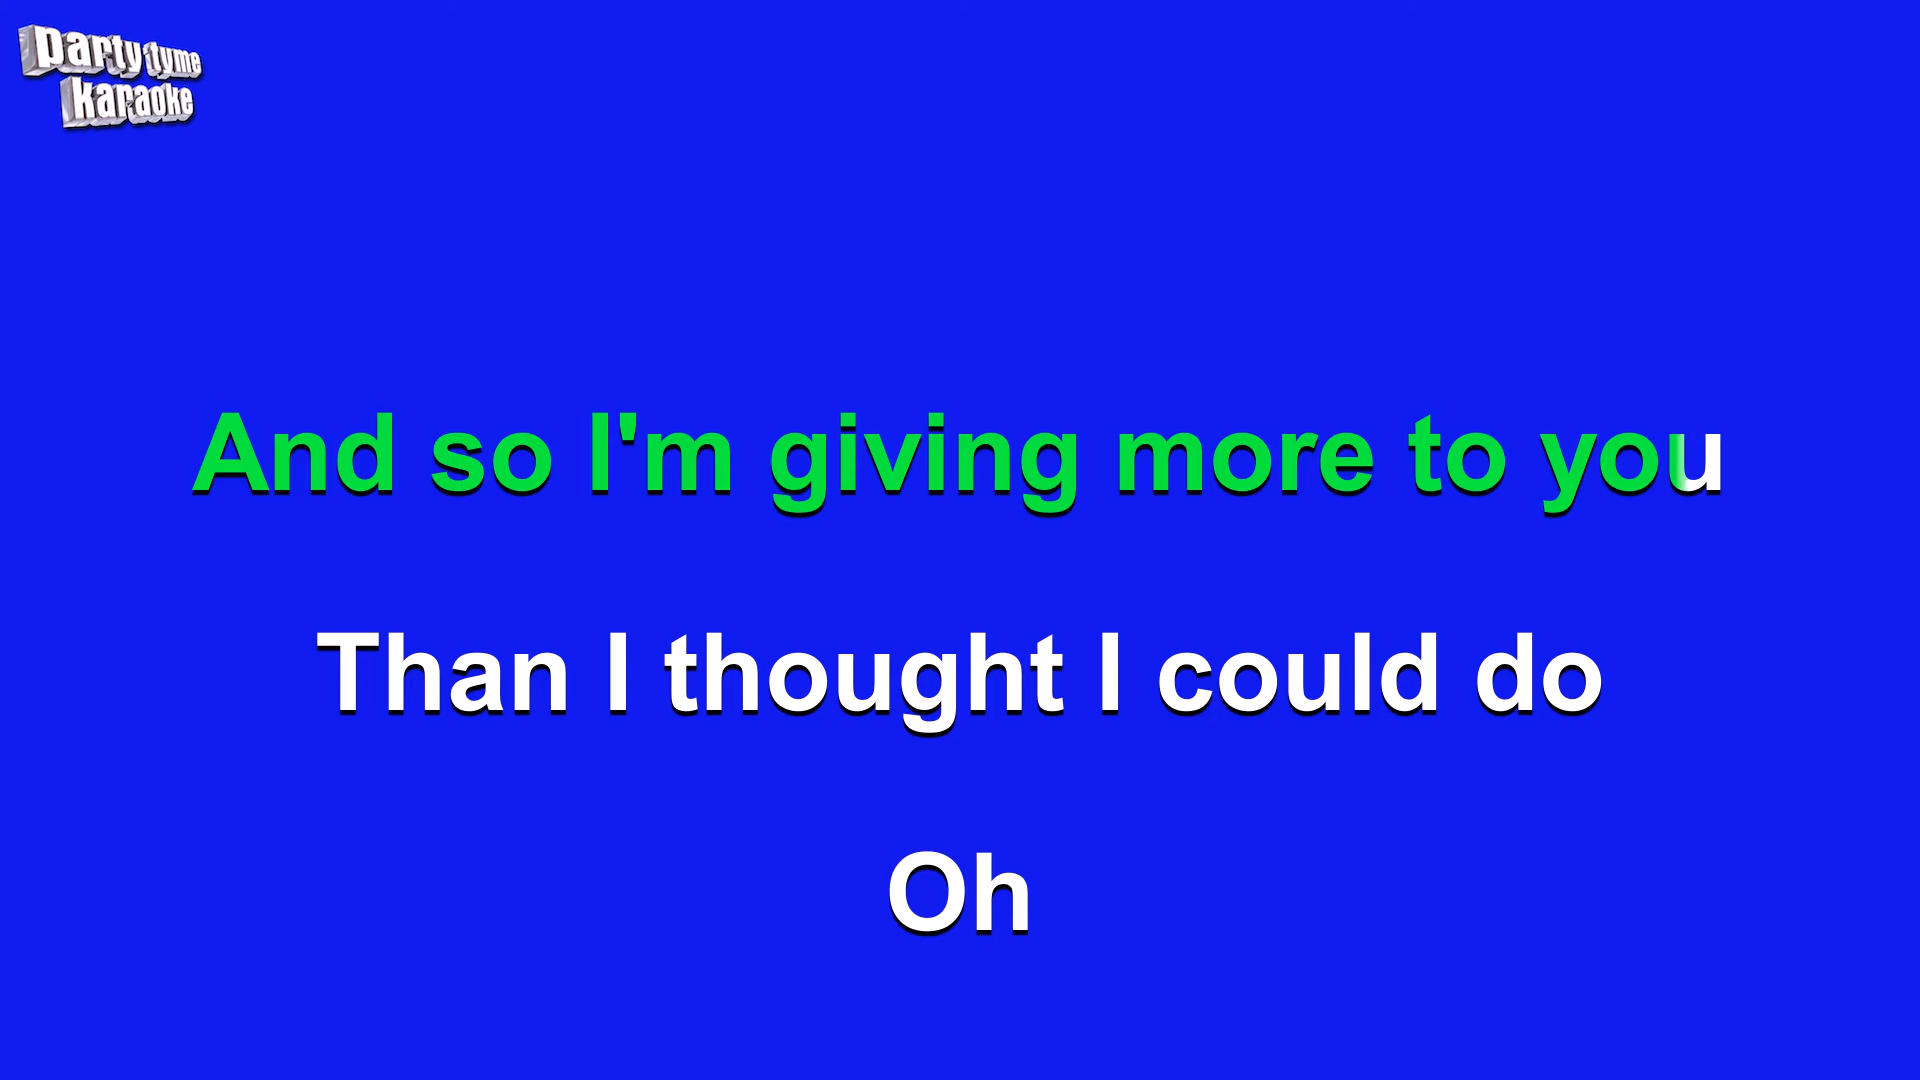 party tyme
karaoke
And so I'm giving more to you
Than I thought I could do
Oh